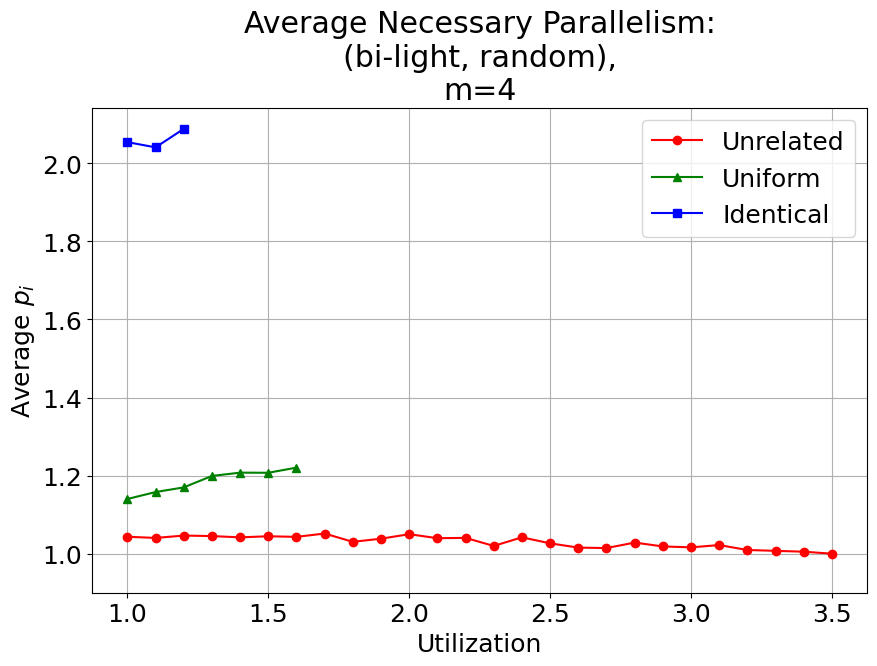 Average Necessary Parallelism:
(bi-light, random),
m=4
Unrelated
Uniform
Identical
Average p_i
2.0
1.8
1.6
1.4
1.2
1.0
1.0 1.5 2.0 2.5 3.0 3.5
Utilization